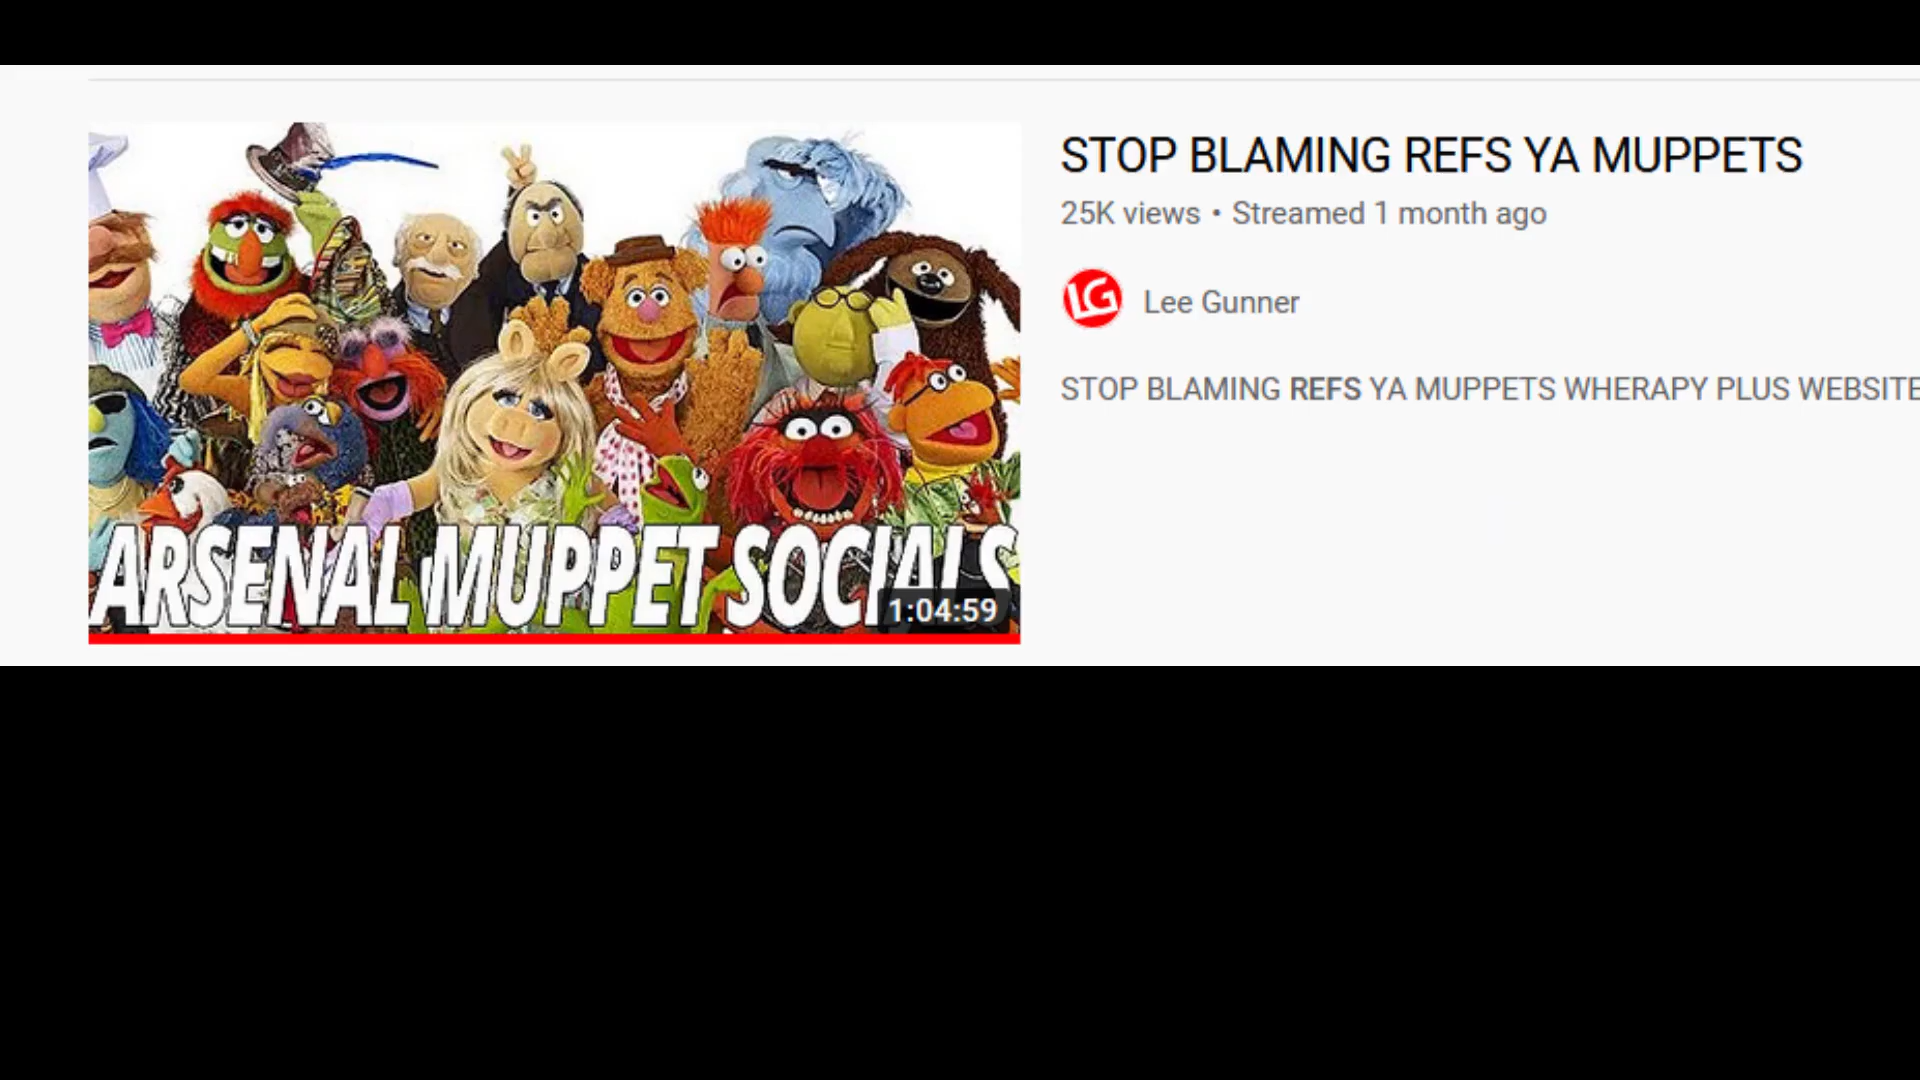 STOP BLAMING REFS YA MUPPETS
25K views • Streamed 1 month ago
LG
Lee Gunner
STOP BLAMING REFS YA MUPPETS WHERAPY PLUS WEBSITE
ARSENAL MUPPET SOCIALS
1:04:59